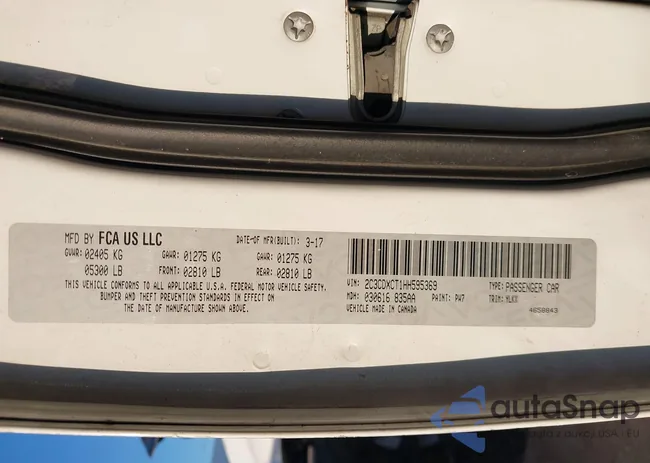 MFD BY FCA US LLC DATE-OF MFR(BUILT): 3-17
GVWR: 02405 KG GAWR: 01275 KG GAWR: 01275 KG
05300 LB FRONT: 02810 LB REAR: 02810 LB
THIS VEHICLE CONFORMS TO ALL APPLICABLE U.S.A. FEDERAL MOTOR VEHICLE SAFETY,
BUMPER AND THEFT PREVENTION STANDARDS IN EFFECT ON
THE DATE OF MANUFACTURE SHOWN ABOVE.
VIN: 2C3CDXCT1HH595369 TYPE: PASSENGER CAR
MDH: 030616 835AA PAINT: PW7 TRIM: HLXX
VEHICLE MADE IN CANADA 4658843
autoSnap